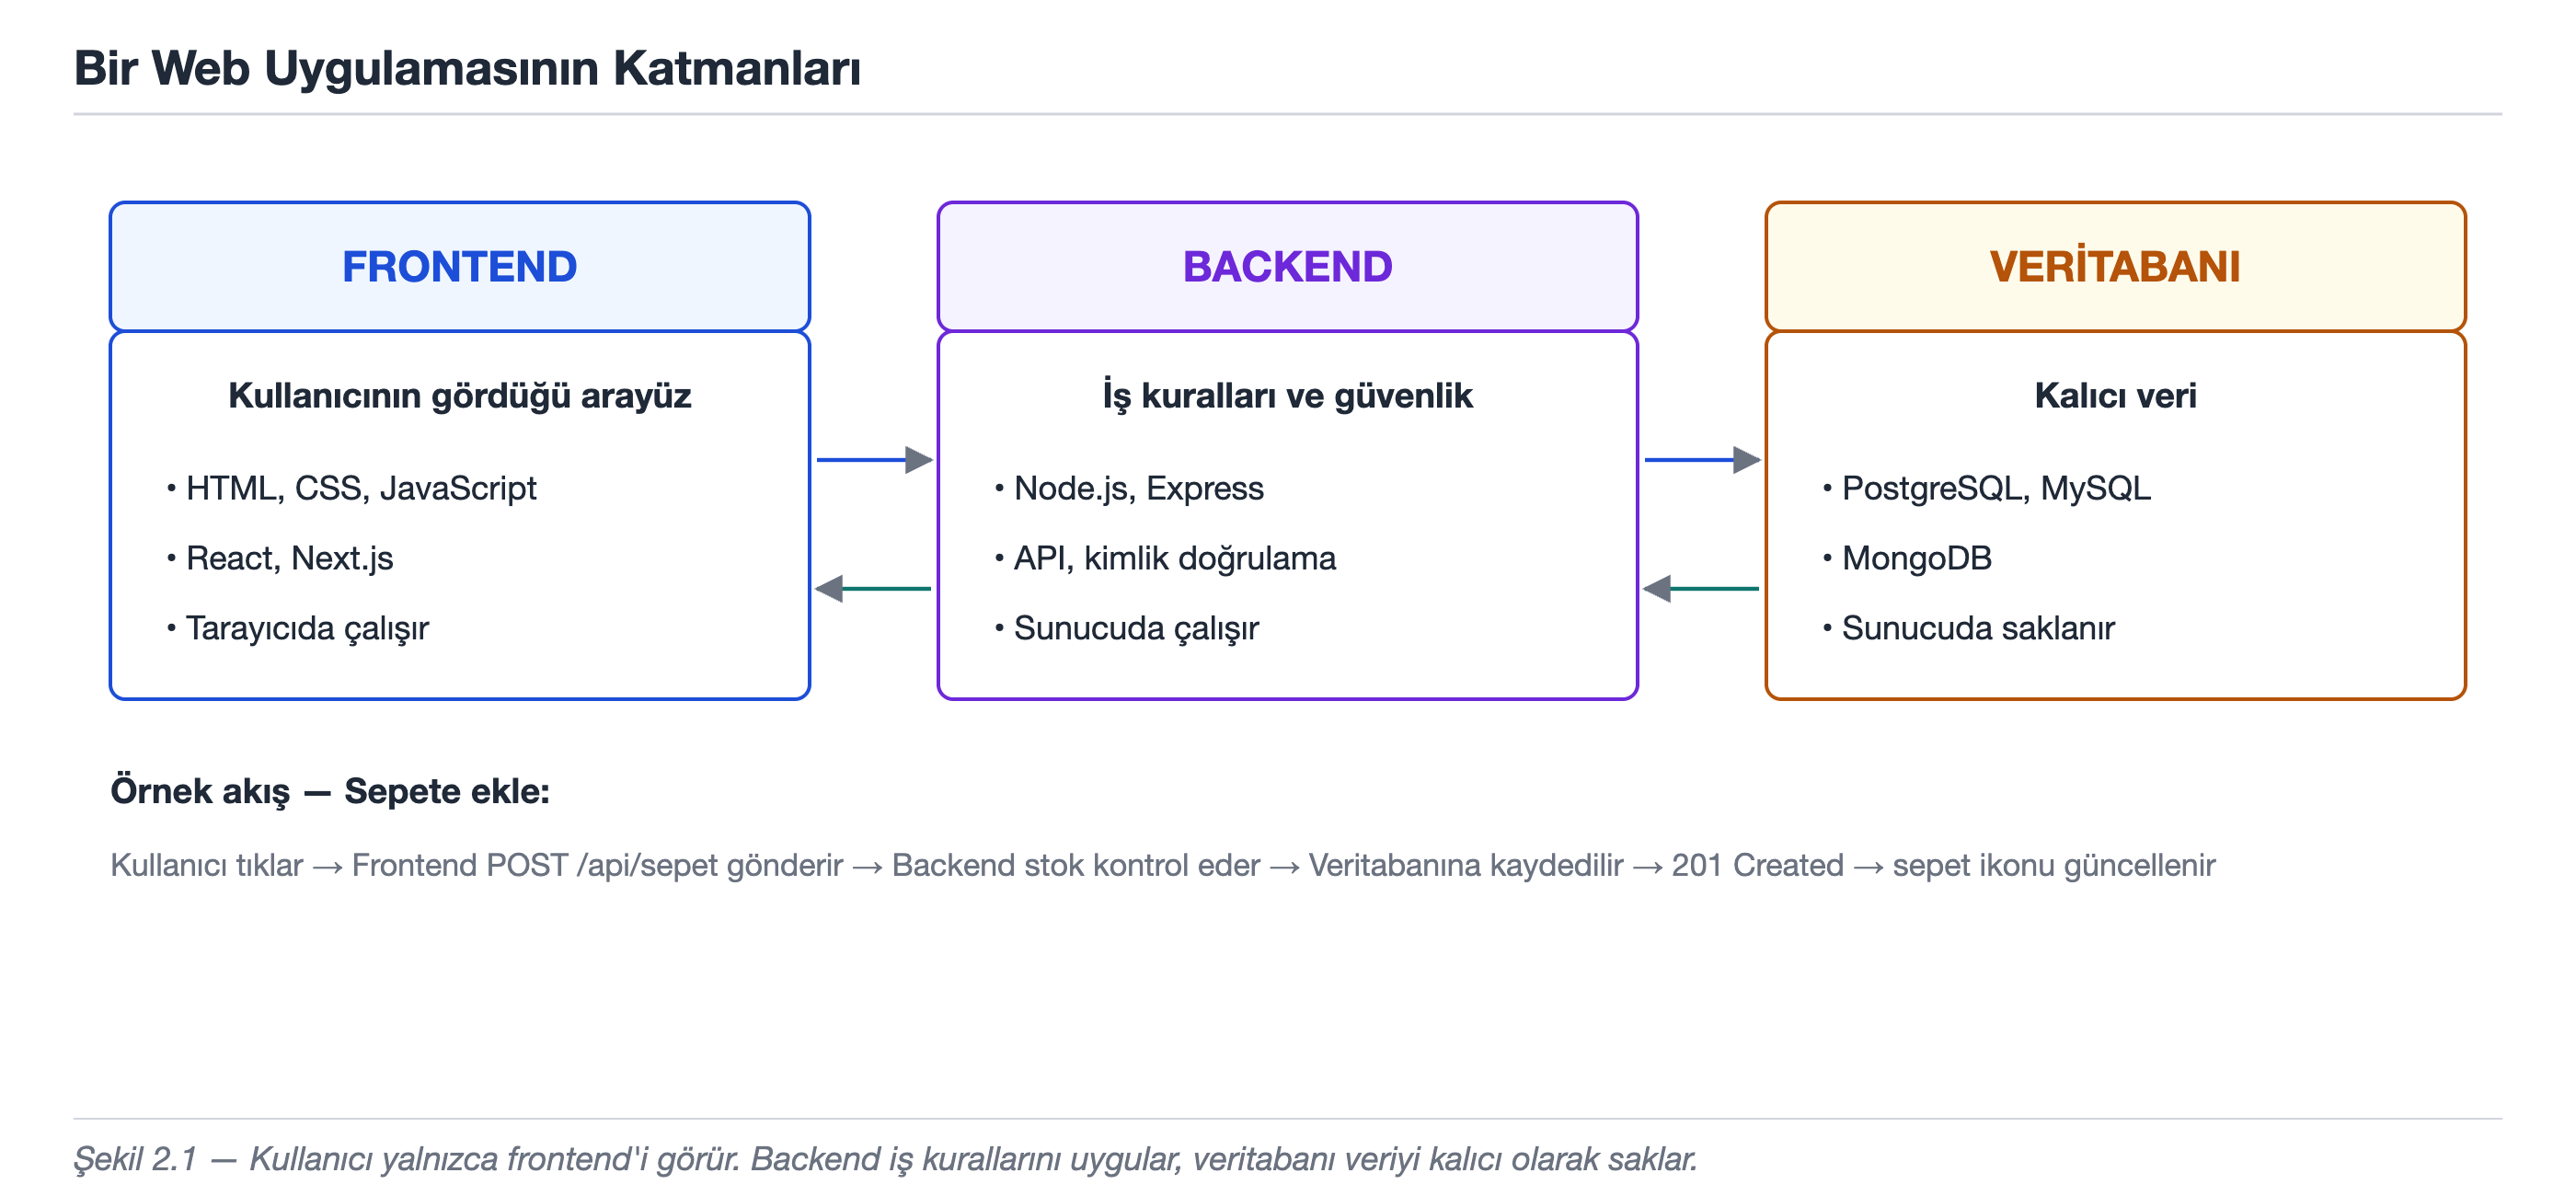 Bir Web Uygulamasının Katmanları
FRONTEND
Kullanıcının gördüğü arayüz
• HTML, CSS, JavaScript
• React, Next.js
• Tarayıcıda çalışır
BACKEND
İş kuralları ve güvenlik
• Node.js, Express
• API, kimlik doğrulama
• Sunucuda çalışır
VERİTABANI
Kalıcı veri
• PostgreSQL, MySQL
• MongoDB
• Sunucuda saklanır
Örnek akış — Sepete ekle:
Kullanıcı tıklar → Frontend POST /api/sepet gönderir → Backend stok kontrol eder → Veritabanına kaydedilir → 201 Created → sepet ikonu güncellenir
Şekil 2.1 — Kullanıcı yalnızca frontend'i görür. Backend iş kurallarını uygular, veritabanı veriyi kalıcı olarak saklar.